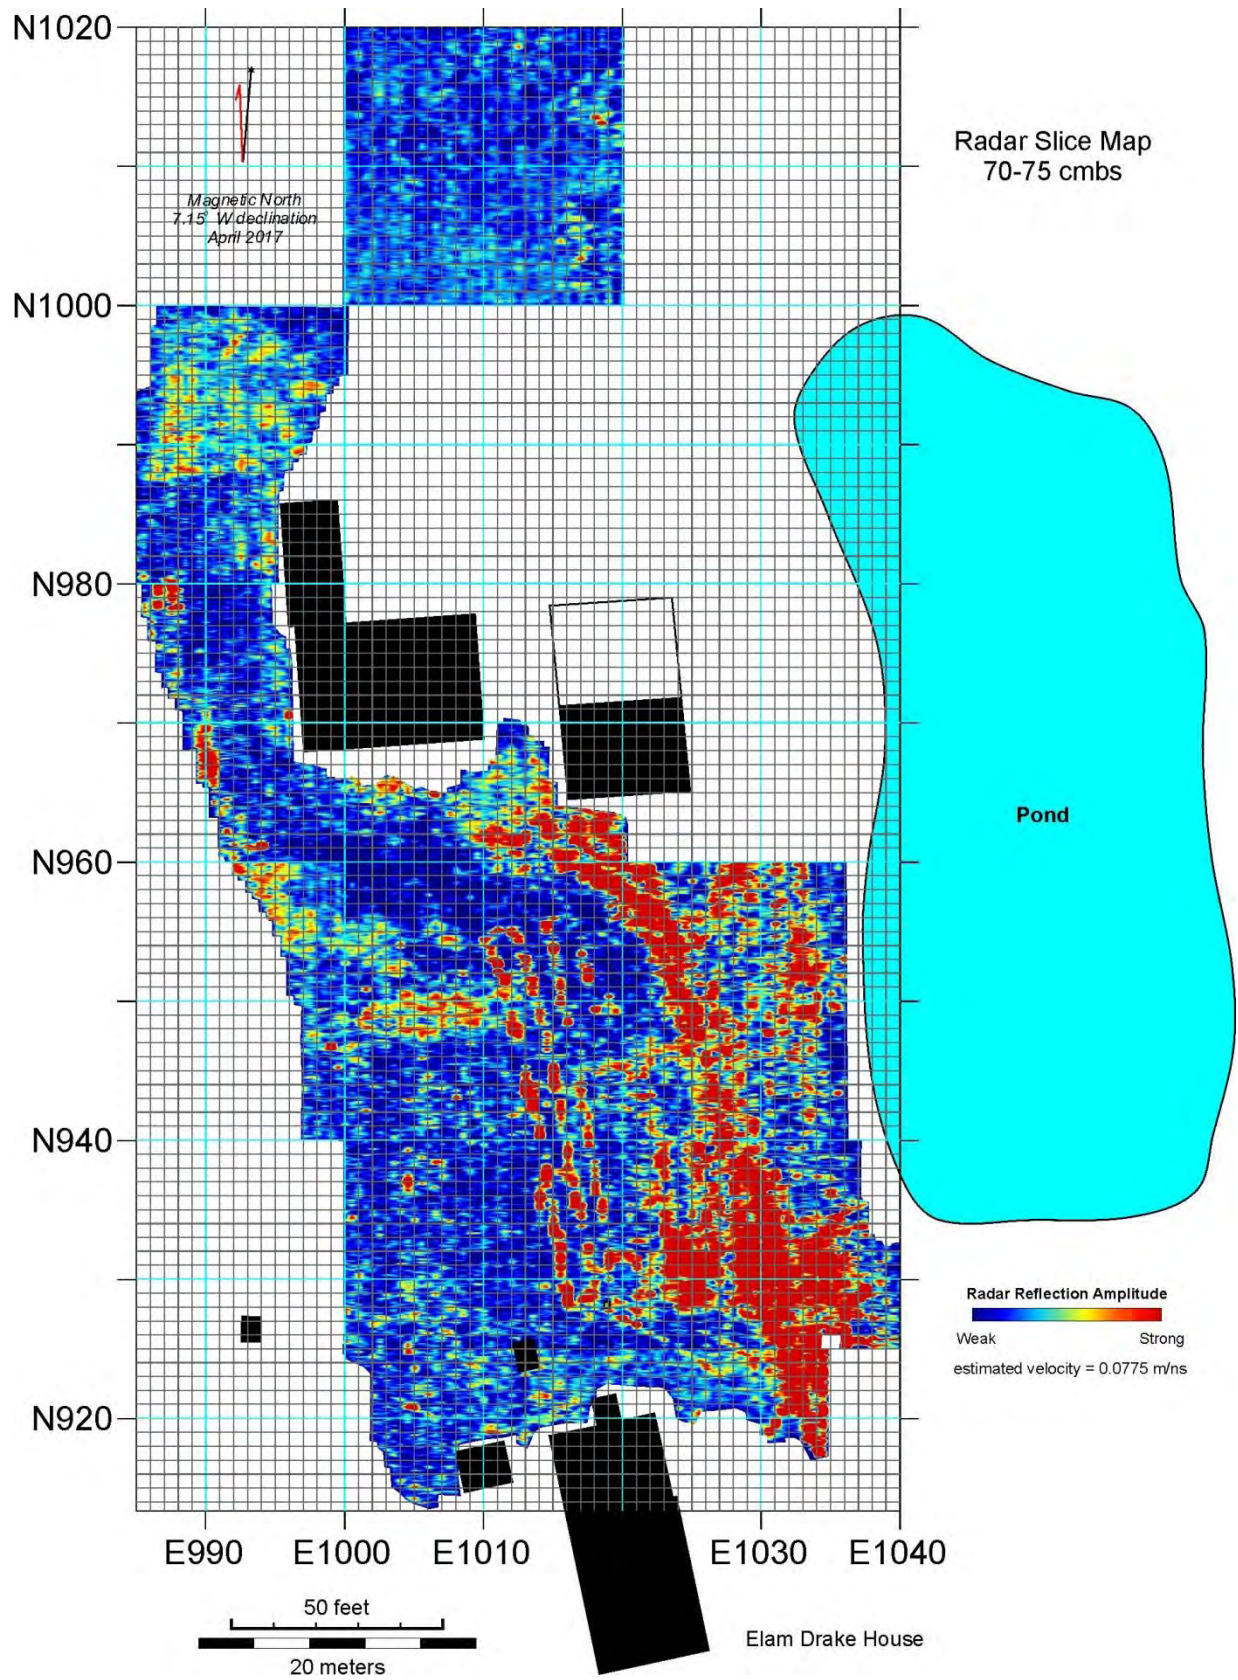 N1020
Radar Slice Map
70-75 cmbs
Magnetic North
7.15° W declination
April 2017
N1000
N980
Pond
N960
N940
Radar Reflection Amplitude
Weak Strong
estimated velocity = 0.0775 m/ns
N920
E990 E1000 E1010 E1030 E1040
50 feet
20 meters
Elam Drake House